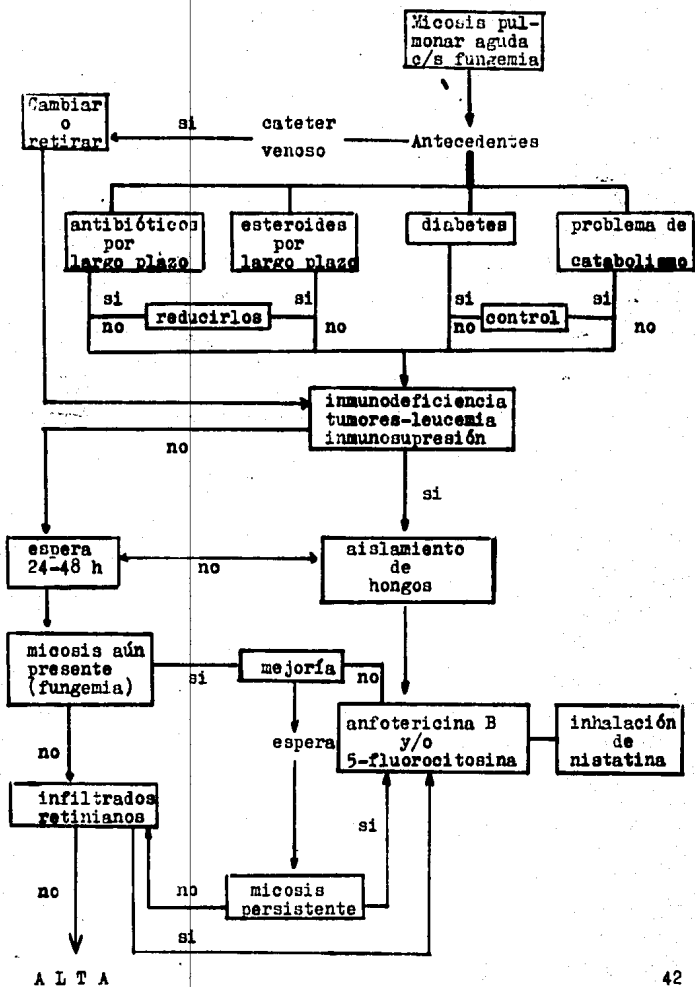 Micosis pul-
monar aguda
c/s fungemia
Cambiar
o
retirar
si
cateter
venoso
Antecedentes
antibióticos
por
largo plazo
esteroides
por
largo plazo
diabetes
problema de
catabolismo
si
reducirlos
si
no
no
si
control
si
no
no
inmunodeficiencia
tumores-leucemia
inmunosupresión
no
si
espera
24-48 h
no
aislamiento
de
hongos
micosis aún
presente
(fungemia)
si
mejoría
no
espera
anfotericina B
y/o
5-fluorocitosina
inhalación
de
nistatina
no
infiltrados
retinianos
si
no
no
micosis
persistente
si
A L T A
42